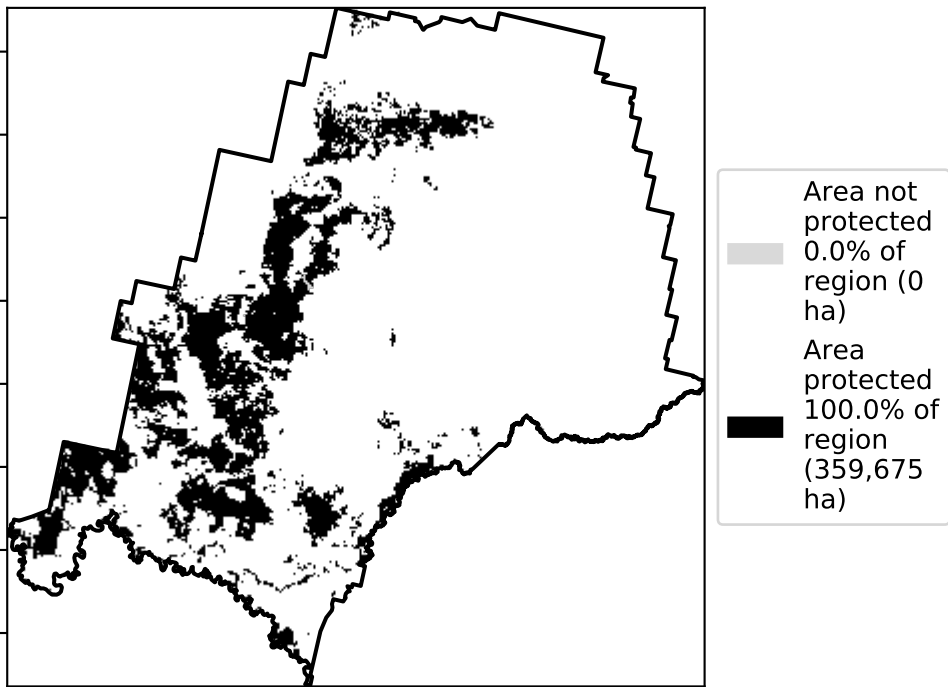 Area not
protected
0.0% of
region (0
ha)
Area
protected
100.0% of
region
(359,675
ha)